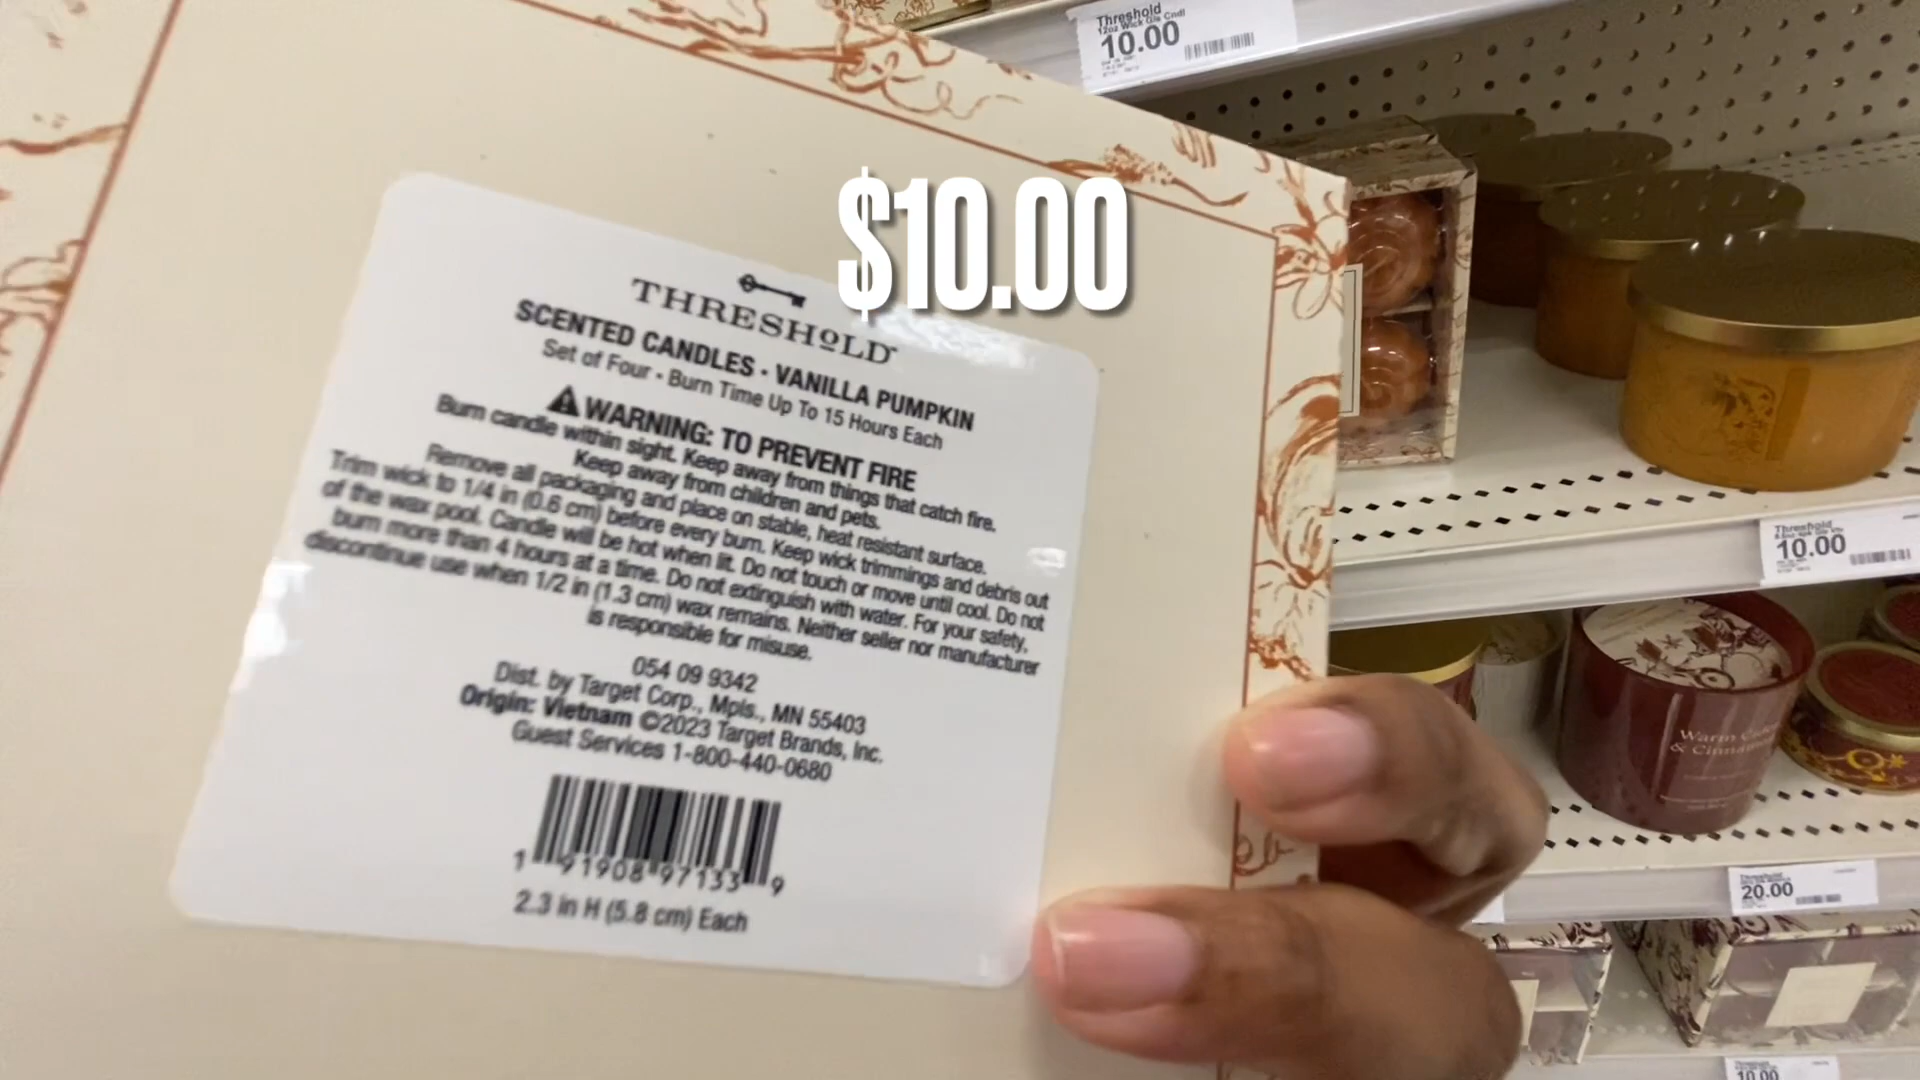 Threshold
12oz Wick Gls Cndl
10.00
$10.00
THRESHOLD
SCENTED CANDLES · VANILLA PUMPKIN
Set of Four · Burn Time Up To 15 Hours Each
WARNING: TO PREVENT FIRE
Burn candle within sight. Keep away from things that catch fire.
Keep away from children and pets.
Remove all packaging and place on stable, heat resistant surface.
Trim wick to 1/4 in (0.6 cm) before every burn. Keep wick trimmings and debris out
of the wax pool. Candle will be hot when lit. Do not touch or move until cool. Do not
burn more than 4 hours at a time. Do not extinguish with water. For your safety,
discontinue use when 1/2 in (1.3 cm) wax remains. Neither seller nor manufacturer
is responsible for misuse.
054 09 9342
Dist. by Target Corp., Mpls., MN 55403
Origin: Vietnam ©2023 Target Brands, Inc.
Guest Services 1-800-440-0680
1 91908 97133 9
2.3 in H (5.8 cm) Each
Threshold
10.00
Warm
& Cinnamon
Threshold
20.00
Threshold
10.00